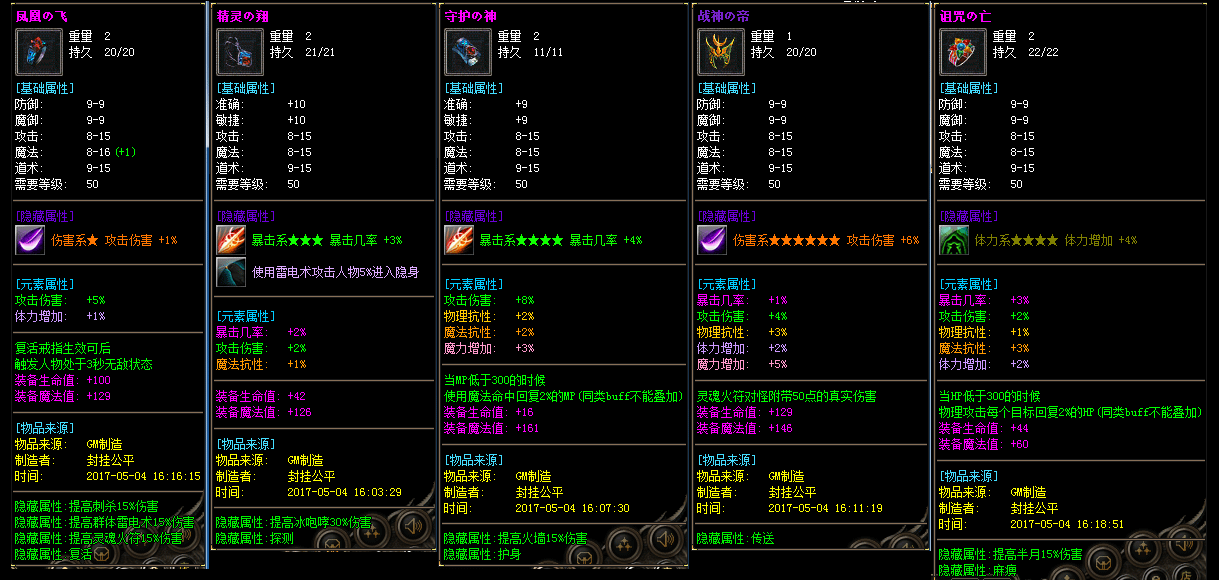 凤凰の飞
重量 2
持久 20/20
[基础属性]
防御: 9-9
魔御: 9-9
攻击: 8-15
魔法: 8-16 (+1)
道术: 9-15
需要等级: 50
[隐藏属性]
伤害系★ 攻击伤害 +1%
[元素属性]
攻击伤害: +5%
体力增加: +1%
复活戒指生效可后
触发人物处于3秒无敌状态
装备生命值: +100
装备魔法值: +129
[物品来源]
物品来源: GM制造
制造者: 封挂公平
时间: 2017-05-04 16:16:15
隐藏属性:提高刺杀15%伤害
隐藏属性:提高群体雷电术15%伤害
隐藏属性:提高灵魂火符15%伤害
隐藏属性:复活
精灵の翔
重量 2
持久 21/21
[基础属性]
准确: +10
敏捷: +10
攻击: 8-15
魔法: 8-15
道术: 9-15
需要等级: 50
[隐藏属性]
暴击系★★★ 暴击几率 +3%
使用雷电术攻击人物5%进入隐身
[元素属性]
暴击几率: +2%
攻击伤害: +2%
魔法抗性: +1%
装备生命值: +42
装备魔法值: +126
[物品来源]
物品来源: GM制造
制造者: 封挂公平
时间: 2017-05-04 16:03:29
隐藏属性:提高冰咆哮30%伤害
隐藏属性:探测
守护の神
重量 2
持久 11/11
[基础属性]
准确: +9
敏捷: +9
攻击: 8-15
魔法: 8-15
道术: 9-15
需要等级: 50
[隐藏属性]
暴击系★★★★ 暴击几率 +4%
[元素属性]
攻击伤害: +8%
物理抗性: +2%
魔法抗性: +2%
魔力增加: +3%
当MP低于300的时候
使用魔法命中回复2%的MP(同类buff不能叠加)
装备生命值: +16
装备魔法值: +161
[物品来源]
物品来源: GM制造
制造者: 封挂公平
时间: 2017-05-04 16:07:30
隐藏属性:提高火墙15%伤害
隐藏属性:护身
战神の帝
重量 1
持久 20/20
[基础属性]
防御: 9-9
魔御: 9-9
攻击: 8-15
魔法: 8-15
道术: 9-15
需要等级: 50
[隐藏属性]
伤害系★★★★★★ 攻击伤害 +6%
[元素属性]
暴击几率: +1%
攻击伤害: +4%
物理抗性: +3%
体力增加: +2%
魔力增加: +5%
灵魂火符对怪附带50点的真实伤害
装备生命值: +129
装备魔法值: +146
[物品来源]
物品来源: GM制造
制造者: 封挂公平
时间: 2017-05-04 16:11:19
隐藏属性:传送
诅咒の亡
重量 2
持久 22/22
[基础属性]
防御: 9-9
魔御: 9-9
攻击: 8-15
魔法: 8-15
道术: 9-15
需要等级: 50
[隐藏属性]
体力系★★★★ 体力增加 +4%
[元素属性]
暴击几率: +3%
攻击伤害: +2%
物理抗性: +1%
魔法抗性: +3%
体力增加: +2%
当HP低于300的时候
物理攻击每个目标回复2%的HP(同类buff不能叠加)
装备生命值: +44
装备魔法值: +60
[物品来源]
物品来源: GM制造
制造者: 封挂公平
时间: 2017-05-04 16:18:51
隐藏属性:提高半月15%伤害
隐藏属性:麻痹
店